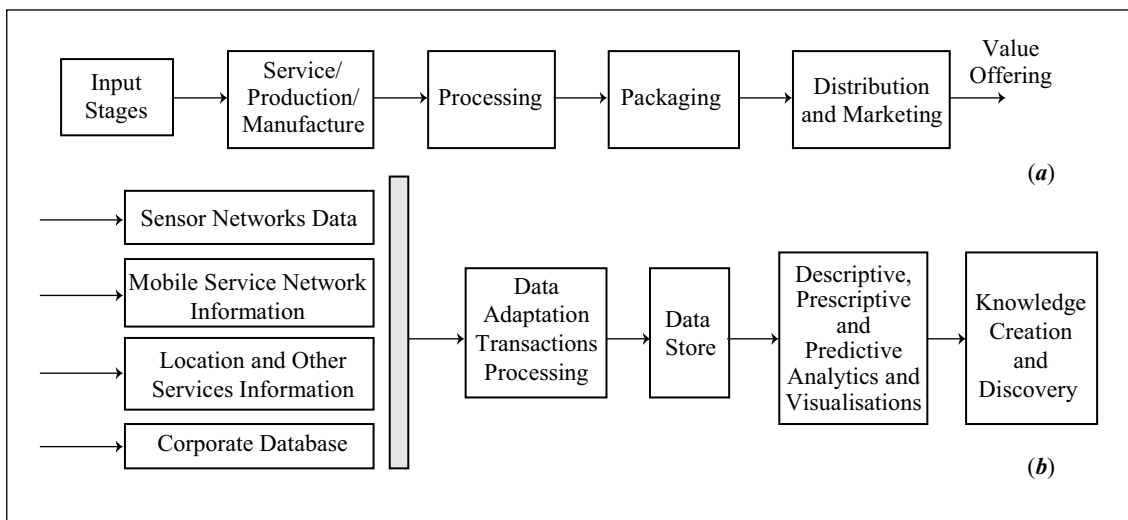 Input
Stages
Service/
Production/
Manufacture
Processing
Packaging
Distribution
and Marketing
Value
Offering
(a)
Sensor Networks Data
Mobile Service Network
Information
Location and Other
Services Information
Corporate Database
Data
Adaptation
Transactions
Processing
Data
Store
Descriptive,
Prescriptive
and
Predictive
Analytics and
Visualisations
Knowledge
Creation
and
Discovery
(b)